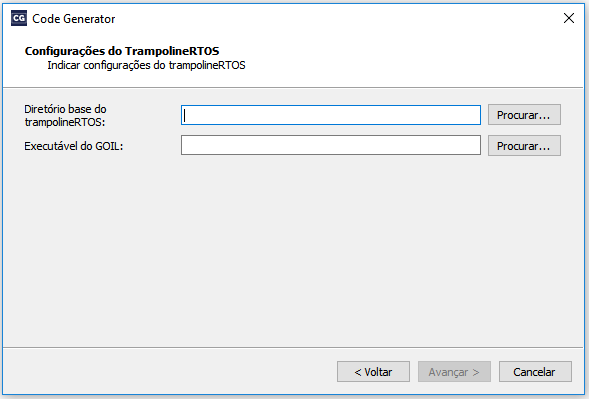 CG Code Generator
Configurações do TrampolineRTOS
Indicar configurações do trampolineRTOS
Diretório base do
trampolineRTOS:
Procurar...
Executável do GOIL:
Procurar...
< Voltar
Avançar >
Cancelar